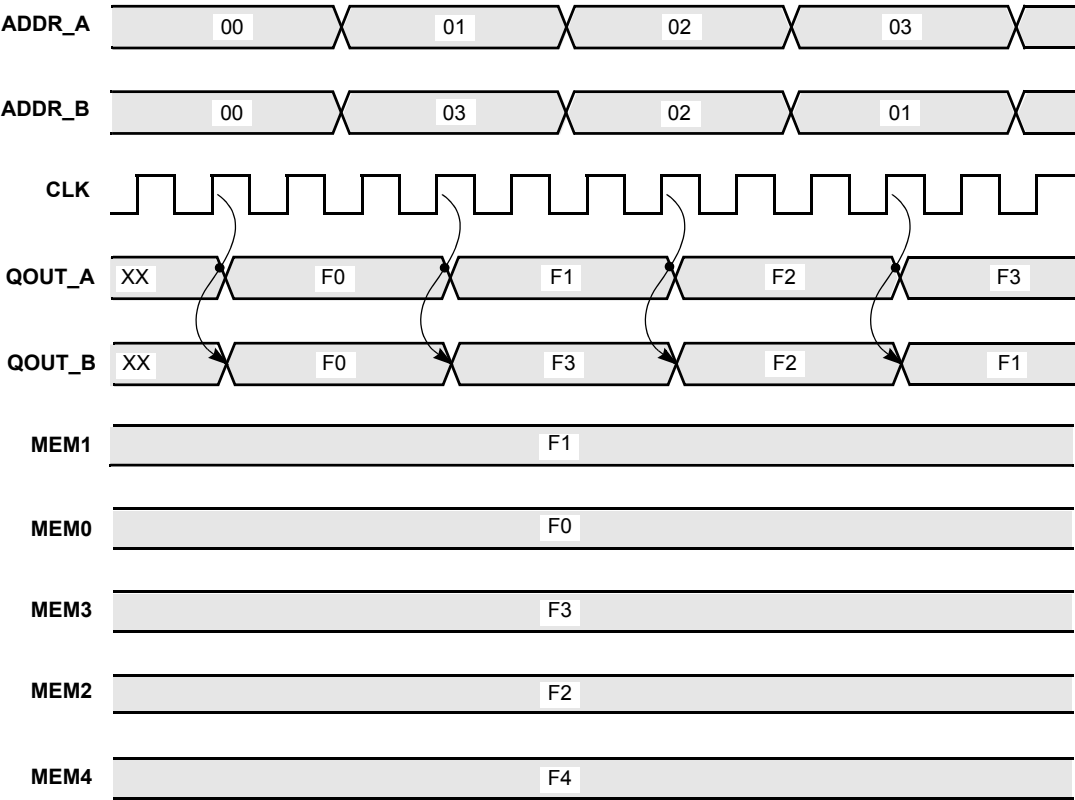 ADDR_A 00 01 02 03
ADDR_B 00 03 02 01
CLK
QOUT_A XX F0 F1 F2 F3
QOUT_B XX F0 F3 F2 F1
MEM1 F1
MEM0 F0
MEM3 F3
MEM2 F2
MEM4 F4